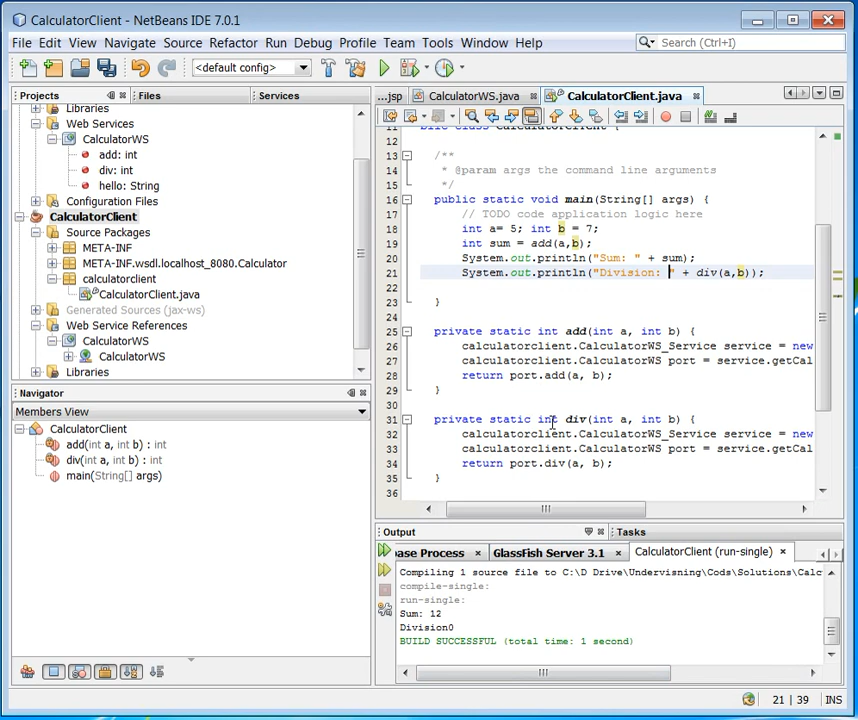 CalculatorClient - NetBeans IDE 7.0.1
File Edit View Navigate Source Refactor Run Debug Profile Team Tools Window Help
Search (Ctrl+I)
<default config>
Projects Files Services
Libraries
Web Services
CalculatorWS
add: int
div: int
hello: String
Configuration Files
CalculatorClient
Source Packages
META-INF
META-INF.wsdl.localhost_8080.Calculator
calculatorclient
CalculatorClient.java
Generated Sources (jax-ws)
Web Service References
CalculatorWS
CalculatorWS
Libraries
Navigator
Members View
CalculatorClient
add(int a, int b) : int
div(int a, int b) : int
main(String[] args)
...jsp CalculatorWS.java CalculatorClient.java
11 class CalculatorClient {
12
13 /**
14 * @param args the command line arguments
15 */
16 public static void main(String[] args) {
17 // TODO code application logic here
18 int a= 5; int b = 7;
19 int sum = add(a,b);
20 System.out.println("Sum: " + sum);
21 System.out.println("Division: " + div(a,b));
22
23 }
24
25 private static int add(int a, int b) {
26 calculatorclient.CalculatorWS_Service service = new
27 calculatorclient.CalculatorWS port = service.getCal
28 return port.add(a, b);
29 }
30
31 private static int div(int a, int b) {
32 calculatorclient.CalculatorWS_Service service = new
33 calculatorclient.CalculatorWS port = service.getCal
34 return port.div(a, b);
35 }
36
Output Tasks
base Process GlassFish Server 3.1 CalculatorClient (run-single)
Compiling 1 source file to C:\D Drive\Undervisning\Cods\Solutions\Calc
compile-single:
run-single:
Sum: 12
Division0
BUILD SUCCESSFUL (total time: 1 second)
21 | 39 INS